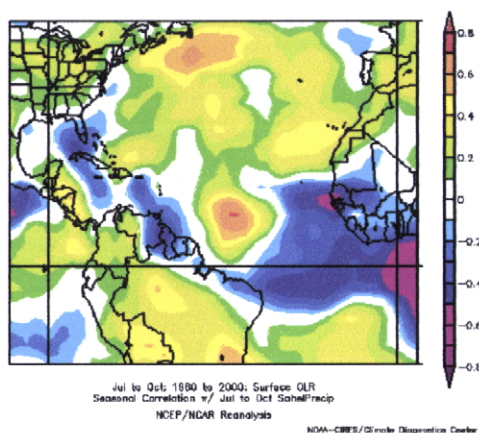 0.8
0.6
0.4
0.2
0
-0.2
-0.4
-0.6
-0.8
Jul to Oct: 1980 to 2000: Surface OLR
Seasonal Correlation w/ Jul to Oct SahelPrecip
NCEP/NCAR Reanalysis
NOAA-CIRES/Climate Diagnostics Center